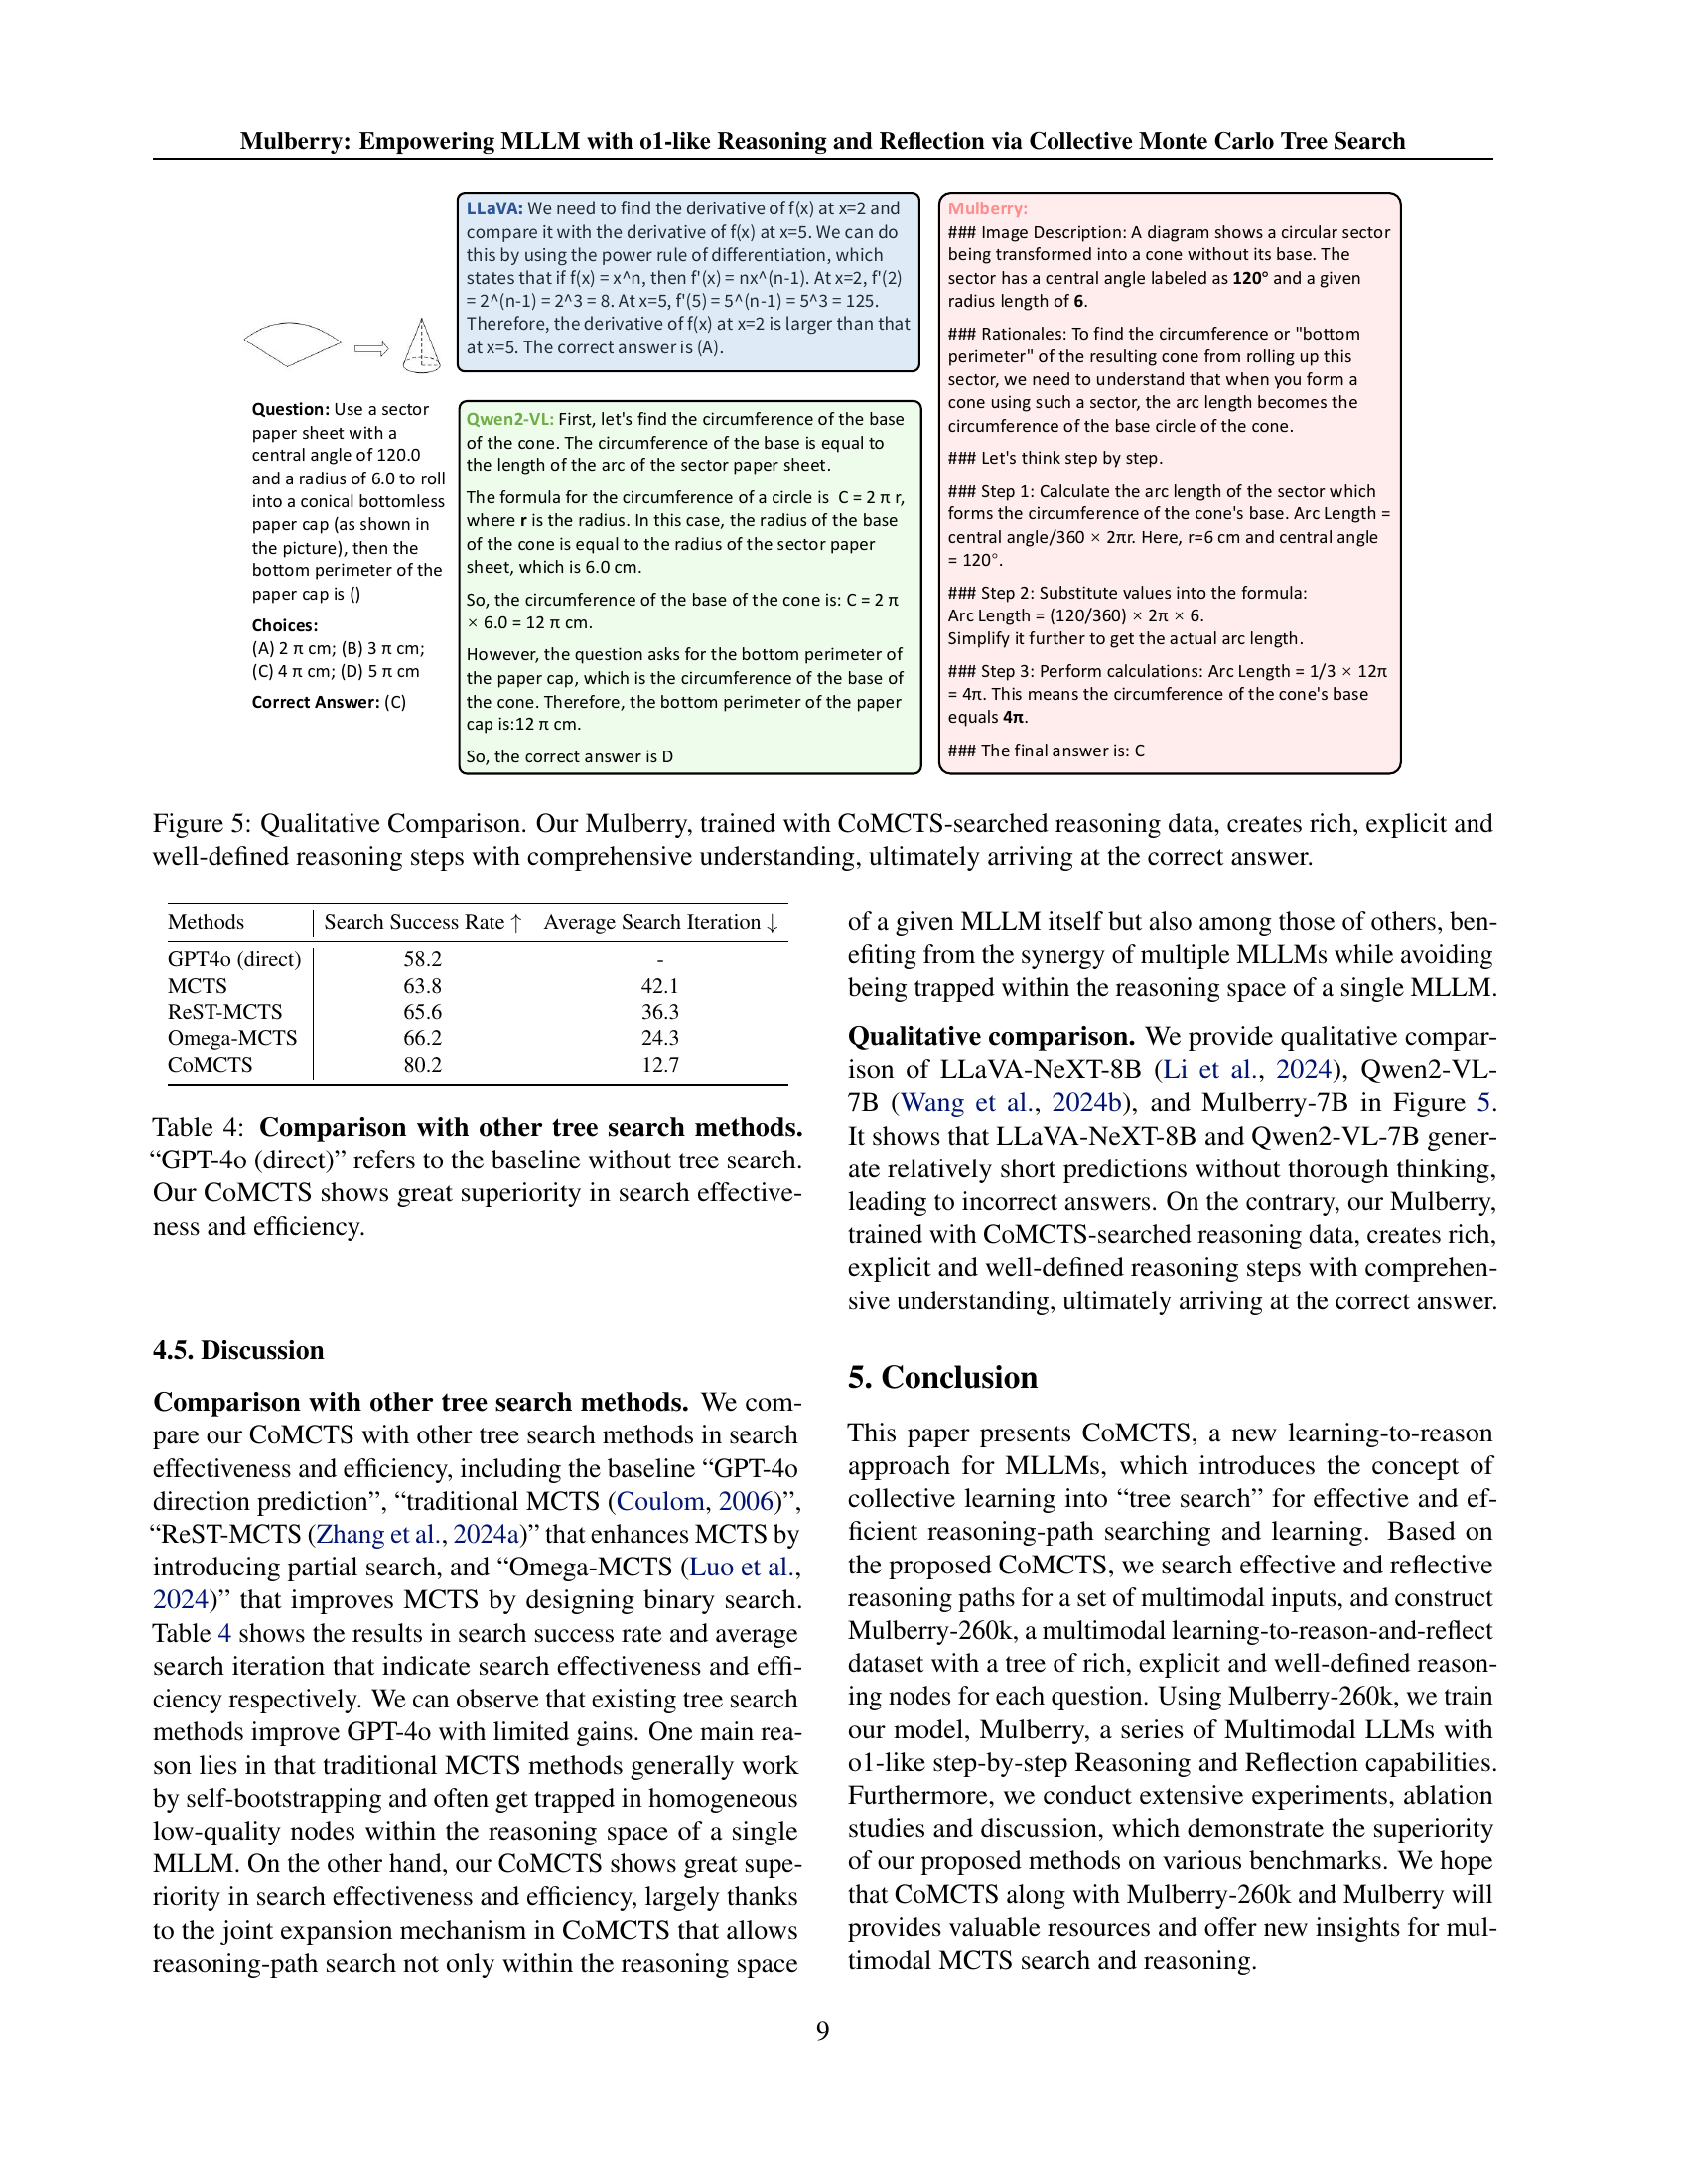 Mulberry: Empowering MLLM with o1-like Reasoning and Reflection via Collective Monte Carlo Tree Search
Question: Use a sector
paper sheet with a
central angle of 120.0
and a radius of 6.0 to roll
into a conical bottomless
paper cap (as shown in
the picture), then the
bottom perimeter of the
paper cap is ()
Choices:
(A) 2 π cm; (B) 3 π cm;
(C) 4 π cm; (D) 5 π cm
Correct Answer: (C)
LLaVA: We need to find the derivative of f(x) at x=2 and
compare it with the derivative of f(x) at x=5. We can do
this by using the power rule of differentiation, which
states that if f(x) = x^n, then f'(x) = nx^(n-1). At x=2, f'(2)
= 2^(n-1) = 2^3 = 8. At x=5, f'(5) = 5^(n-1) = 5^3 = 125.
Therefore, the derivative of f(x) at x=2 is larger than that
at x=5. The correct answer is (A).
Qwen2-VL: First, let's find the circumference of the base
of the cone. The circumference of the base is equal to
the length of the arc of the sector paper sheet.
The formula for the circumference of a circle is C = 2 π r,
where r is the radius. In this case, the radius of the base
of the cone is equal to the radius of the sector paper
sheet, which is 6.0 cm.
So, the circumference of the base of the cone is: C = 2 π
× 6.0 = 12 π cm.
However, the question asks for the bottom perimeter of
the paper cap, which is the circumference of the base of
the cone. Therefore, the bottom perimeter of the paper
cap is:12 π cm.
So, the correct answer is D
Mulberry:
### Image Description: A diagram shows a circular sector
being transformed into a cone without its base. The
sector has a central angle labeled as 120° and a given
radius length of 6.
### Rationales: To find the circumference or "bottom
perimeter" of the resulting cone from rolling up this
sector, we need to understand that when you form a
cone using such a sector, the arc length becomes the
circumference of the base circle of the cone.
### Let's think step by step.
### Step 1: Calculate the arc length of the sector which
forms the circumference of the cone's base. Arc Length =
central angle/360 × 2πr. Here, r=6 cm and central angle
= 120°.
### Step 2: Substitute values into the formula:
Arc Length = (120/360) × 2π × 6.
Simplify it further to get the actual arc length.
### Step 3: Perform calculations: Arc Length = 1/3 × 12π
= 4π. This means the circumference of the cone's base
equals 4π.
### The final answer is: C
Figure 5: Qualitative Comparison. Our Mulberry, trained with CoMCTS-searched reasoning data, creates rich, explicit and
well-defined reasoning steps with comprehensive understanding, ultimately arriving at the correct answer.
Methods Search Success Rate ↑ Average Search Iteration ↓
GPT4o (direct) 58.2 -
MCTS 63.8 42.1
ReST-MCTS 65.6 36.3
Omega-MCTS 66.2 24.3
CoMCTS 80.2 12.7
Table 4: Comparison with other tree search methods.
“GPT-4o (direct)” refers to the baseline without tree search.
Our CoMCTS shows great superiority in search effective-
ness and efficiency.
4.5. Discussion
Comparison with other tree search methods. We com-
pare our CoMCTS with other tree search methods in search
effectiveness and efficiency, including the baseline “GPT-4o
direction prediction”, “traditional MCTS (Coulom, 2006)”,
“ReST-MCTS (Zhang et al., 2024a)” that enhances MCTS by
introducing partial search, and “Omega-MCTS (Luo et al.,
2024)” that improves MCTS by designing binary search.
Table 4 shows the results in search success rate and average
search iteration that indicate search effectiveness and effi-
ciency respectively. We can observe that existing tree search
methods improve GPT-4o with limited gains. One main rea-
son lies in that traditional MCTS methods generally work
by self-bootstrapping and often get trapped in homogeneous
low-quality nodes within the reasoning space of a single
MLLM. On the other hand, our CoMCTS shows great supe-
riority in search effectiveness and efficiency, largely thanks
to the joint expansion mechanism in CoMCTS that allows
reasoning-path search not only within the reasoning space
of a given MLLM itself but also among those of others, ben-
efiting from the synergy of multiple MLLMs while avoiding
being trapped within the reasoning space of a single MLLM.
Qualitative comparison. We provide qualitative compar-
ison of LLaVA-NeXT-8B (Li et al., 2024), Qwen2-VL-
7B (Wang et al., 2024b), and Mulberry-7B in Figure 5.
It shows that LLaVA-NeXT-8B and Qwen2-VL-7B gener-
ate relatively short predictions without thorough thinking,
leading to incorrect answers. On the contrary, our Mulberry,
trained with CoMCTS-searched reasoning data, creates rich,
explicit and well-defined reasoning steps with comprehen-
sive understanding, ultimately arriving at the correct answer.
5. Conclusion
This paper presents CoMCTS, a new learning-to-reason
approach for MLLMs, which introduces the concept of
collective learning into “tree search” for effective and ef-
ficient reasoning-path searching and learning. Based on
the proposed CoMCTS, we search effective and reflective
reasoning paths for a set of multimodal inputs, and construct
Mulberry-260k, a multimodal learning-to-reason-and-reflect
dataset with a tree of rich, explicit and well-defined reason-
ing nodes for each question. Using Mulberry-260k, we train
our model, Mulberry, a series of Multimodal LLMs with
o1-like step-by-step Reasoning and Reflection capabilities.
Furthermore, we conduct extensive experiments, ablation
studies and discussion, which demonstrate the superiority
of our proposed methods on various benchmarks. We hope
that CoMCTS along with Mulberry-260k and Mulberry will
provides valuable resources and offer new insights for mul-
timodal MCTS search and reasoning.
9